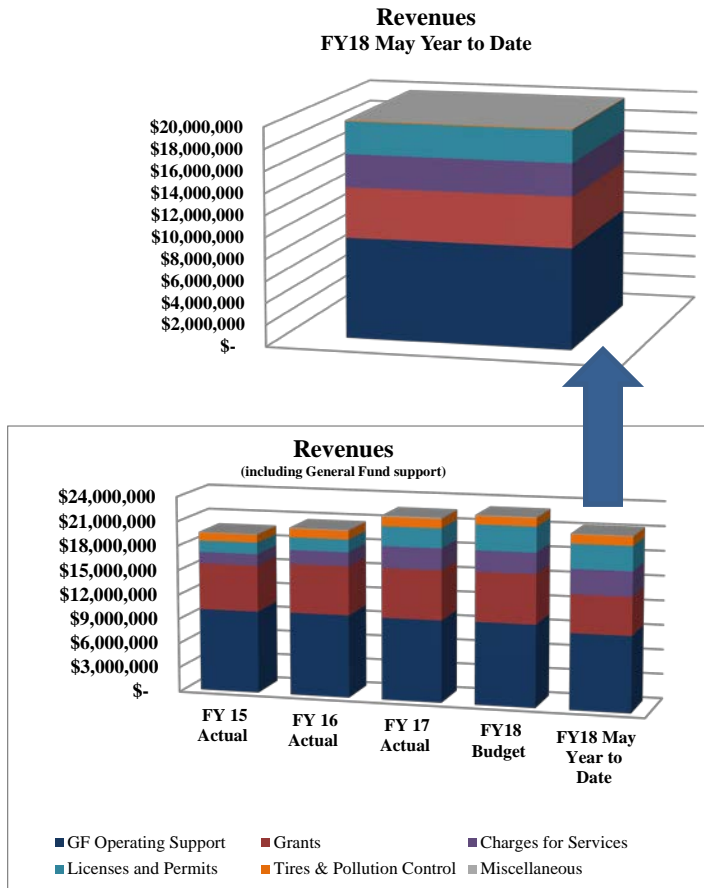 Revenues
FY18 May Year to Date
$20,000,000
$18,000,000
$16,000,000
$14,000,000
$12,000,000
$10,000,000
$8,000,000
$6,000,000
$4,000,000
$2,000,000
$-
Revenues
(including General Fund support)
$24,000,000
$21,000,000
$18,000,000
$15,000,000
$12,000,000
$9,000,000
$6,000,000
$3,000,000
$-
FY 15
Actual
FY 16
Actual
FY 17
Actual
FY18
Budget
FY18 May
Year to
Date
GF Operating Support
Grants
Charges for Services
Licenses and Permits
Tires & Pollution Control
Miscellaneous